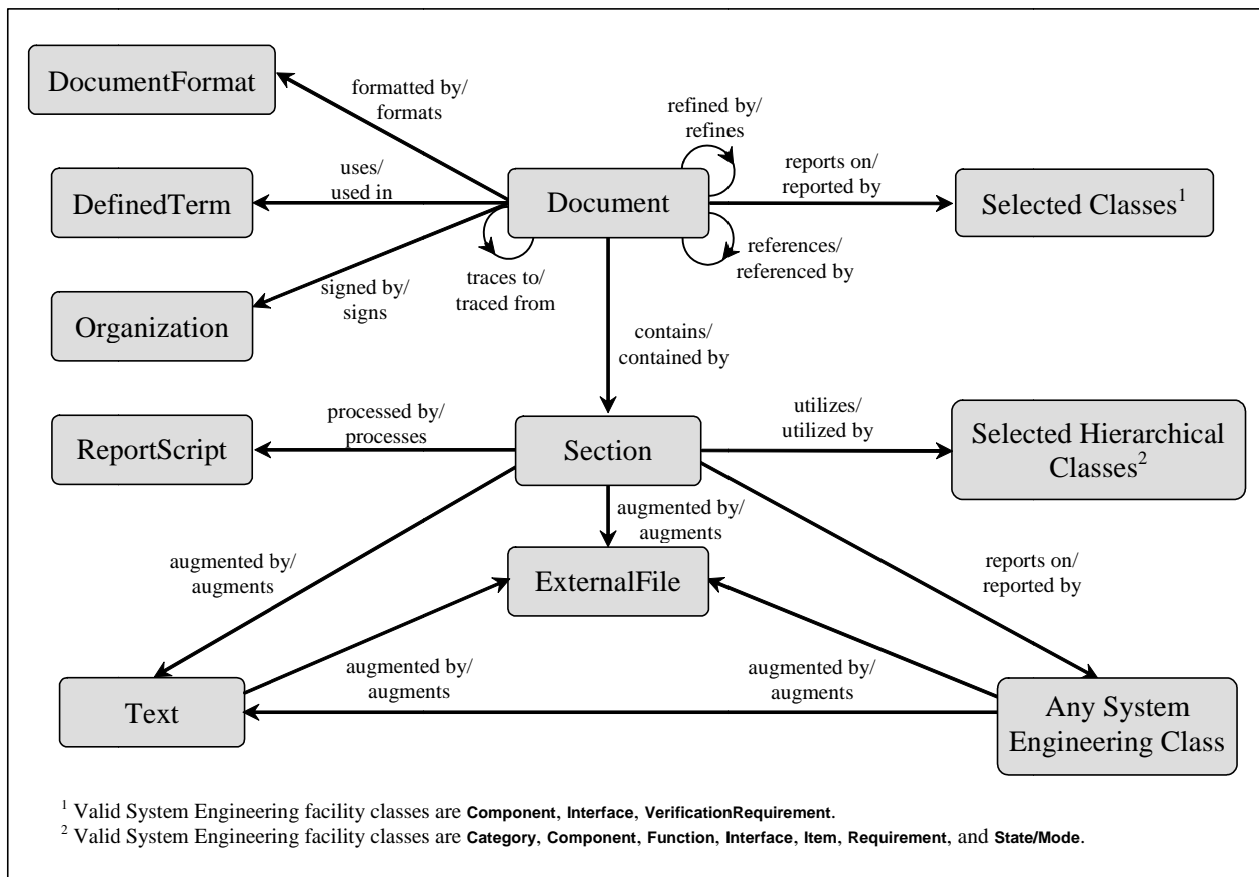 DocumentFormat
formatted by/
formats
refined by/
refines
uses/
used in
reports on/
reported by
DefinedTerm
Document
Selected Classes1
references/
referenced by
traces to/
traced from
signed by/
signs
Organization
contains/
contained by
processed by/
processes
utilizes/
utilized by
ReportScript
Section
Selected Hierarchical
Classes2
augmented by/
augments
augmented by/
augments
ExternalFile
reports on/
reported by
augmented by/
augments
augmented by/
augments
Text
Any System
Engineering Class
1 Valid System Engineering facility classes are Component, Interface, VerificationRequirement.
2 Valid System Engineering facility classes are Category, Component, Function, Interface, Item, Requirement, and State/Mode.